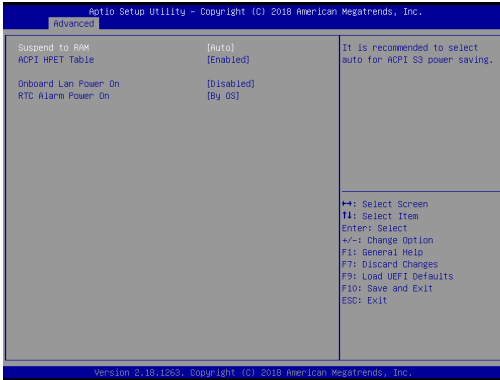 Aptio Setup Utility – Copyright (C) 2018 American Megatrends, Inc.
Advanced
Suspend to RAM [Auto]
ACPI HPET Table [Enabled]
Onboard Lan Power On [Disabled]
RTC Alarm Power On [By OS]
It is recommended to select
auto for ACPI S3 power saving.
↔: Select Screen
↑↓: Select Item
Enter: Select
+/-: Change Option
F1: General Help
F7: Discard Changes
F9: Load UEFI Defaults
F10: Save and Exit
ESC: Exit
Version 2.18.1263. Copyright (C) 2018 American Megatrends, Inc.